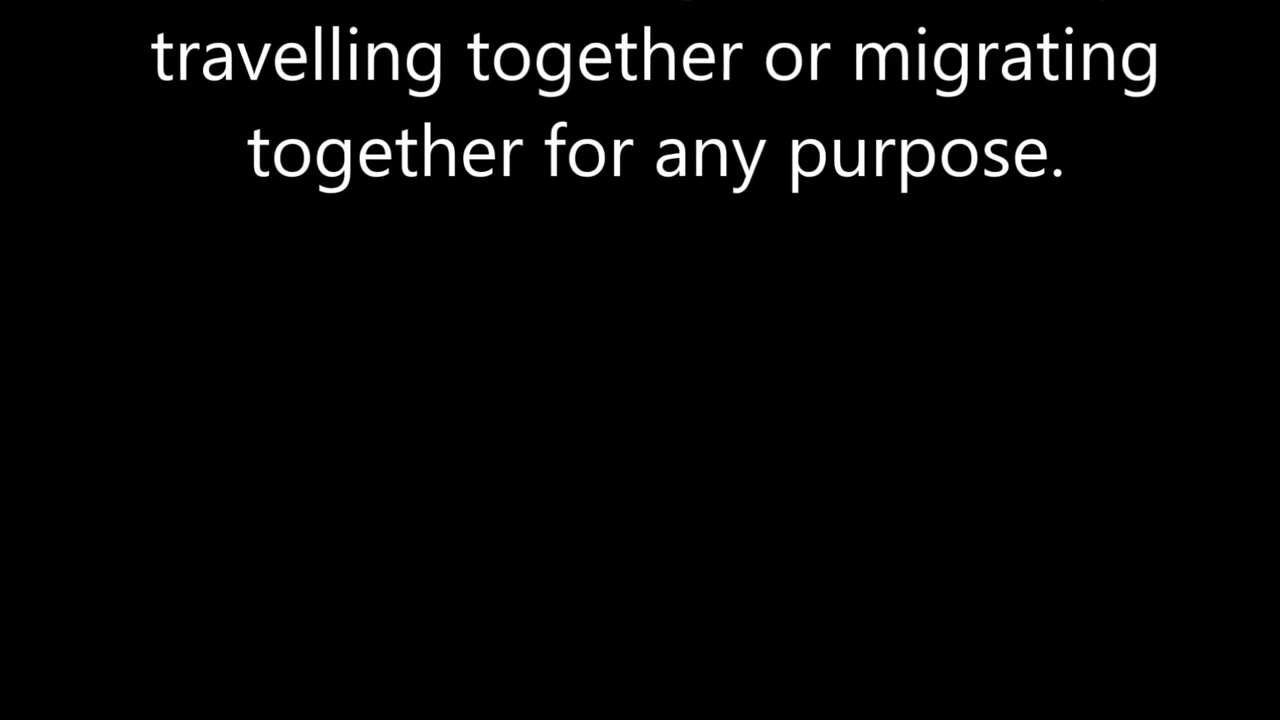 travelling together or migrating
together for any purpose.